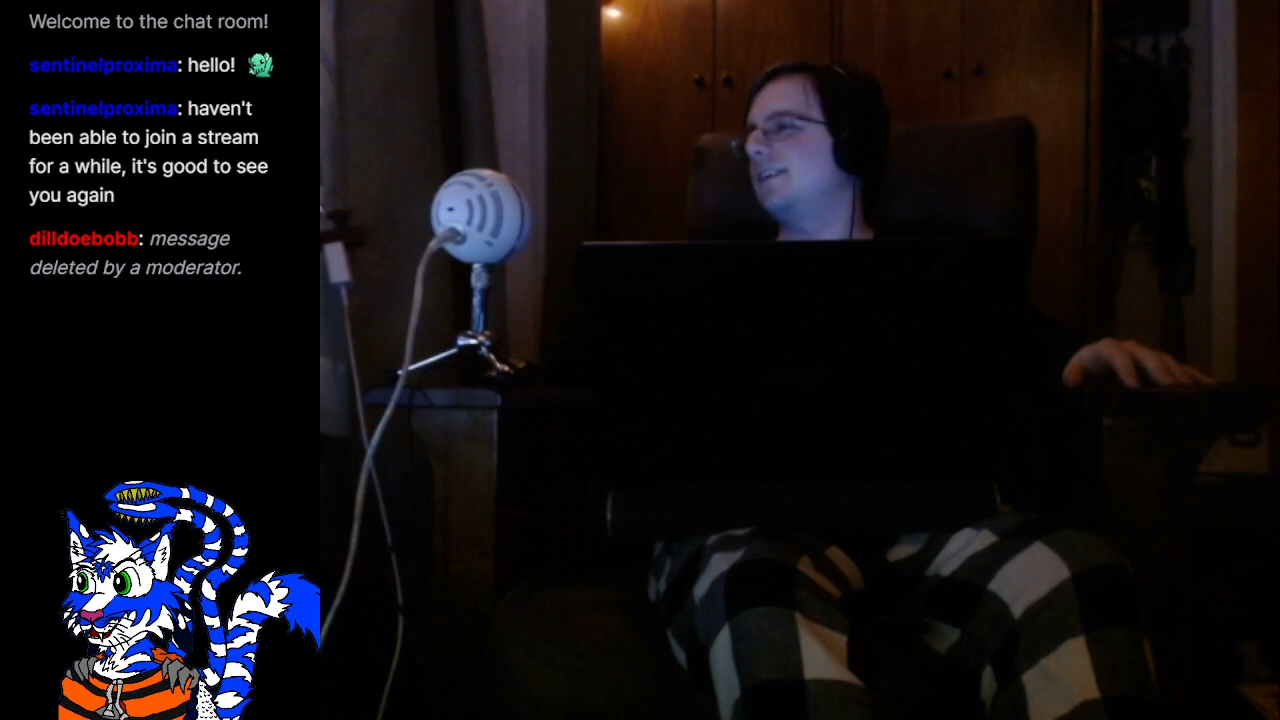 Welcome to the chat room!
sentinelproxima: hello!
sentinelproxima: haven't
been able to join a stream
for a while, it's good to see
you again
dilldoebobb: message
deleted by a moderator.